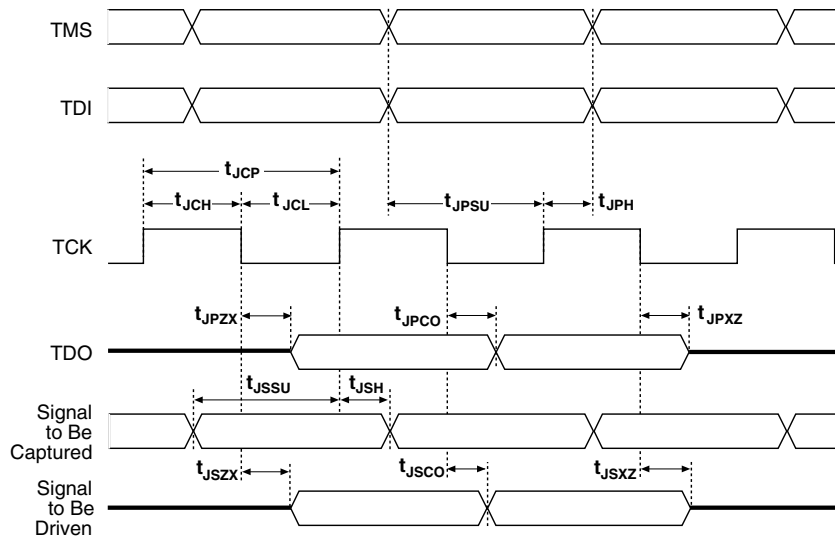 TMS
TDI
tJCP
tJCH tJCL tJPSU tJPH
TCK
tJPZX tJPCO tJPXZ
TDO
tJSSU tJSH
Signal
to Be
Captured
tJSZX tJSCO tJSXZ
Signal
to Be
Driven